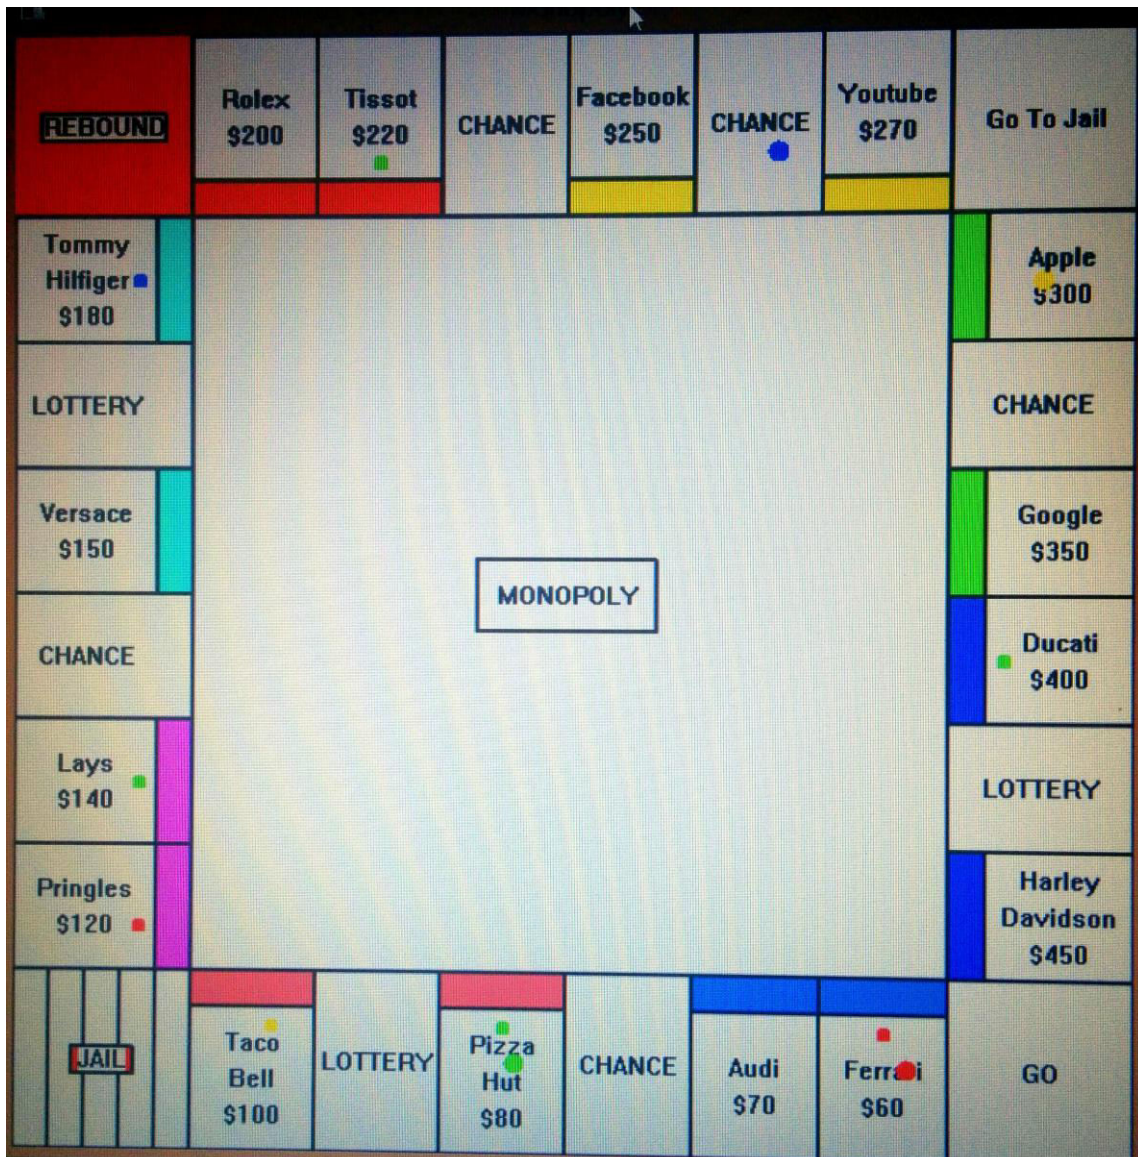 REBOUND
Rolex
$200
Tissot
$220
CHANCE
Facebook
$250
CHANCE
Youtube
$270
Go To Jail
Tommy
Hilfiger
$180
Apple
$300
LOTTERY
CHANCE
Versace
$150
Google
$350
MONOPOLY
CHANCE
Ducati
$400
Lays
$140
LOTTERY
Pringles
$120
Harley
Davidson
$450
JAIL
Taco
Bell
$100
LOTTERY
Pizza
Hut
$80
CHANCE
Audi
$70
Ferrari
$60
GO